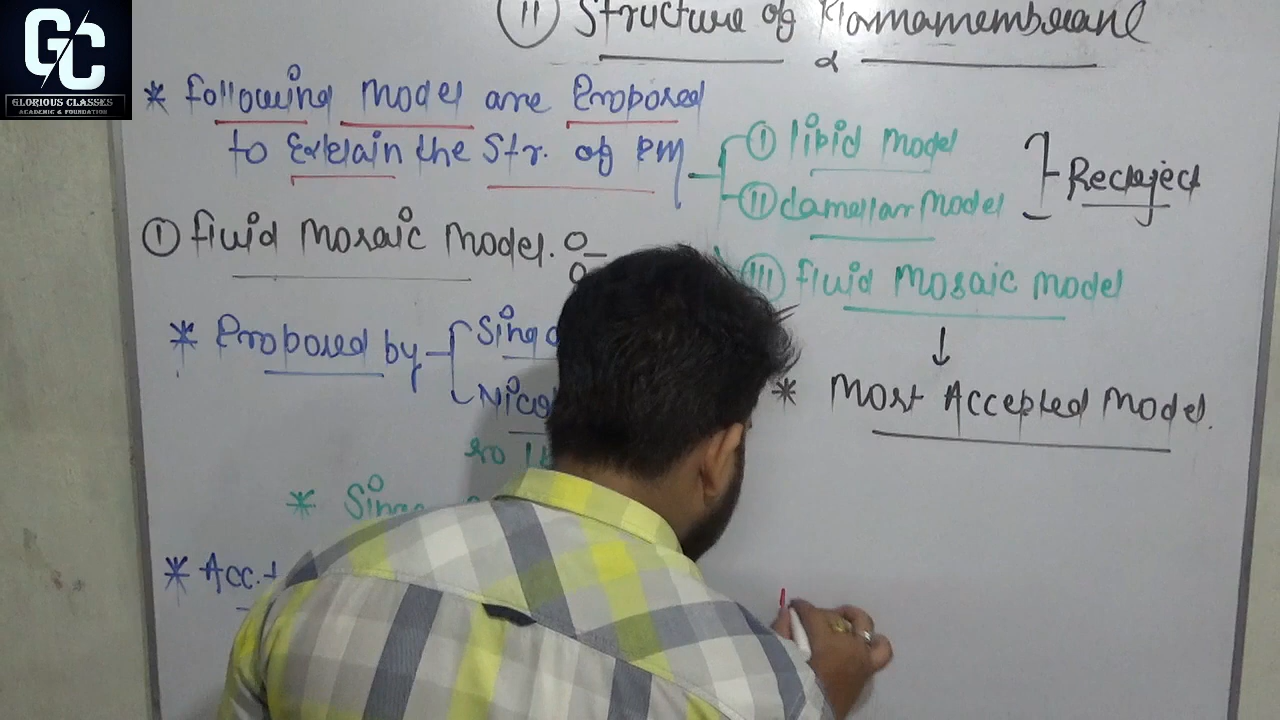 GC
GLORIOUS CLASSES
ACADEMIC & FOUNDATION
(II) Structure of Plasmamembrane
* following Model are Proposed
to Explain the Str. of PM
(I) lipid Model
(II) lamellar Model
Recteject
(III) fluid Mosaic Model
↓
* Most Accepted Model.
(I) fluid Mosaic Model.
* Proposed by
Sing
Nico
* Sing
* Acc. t